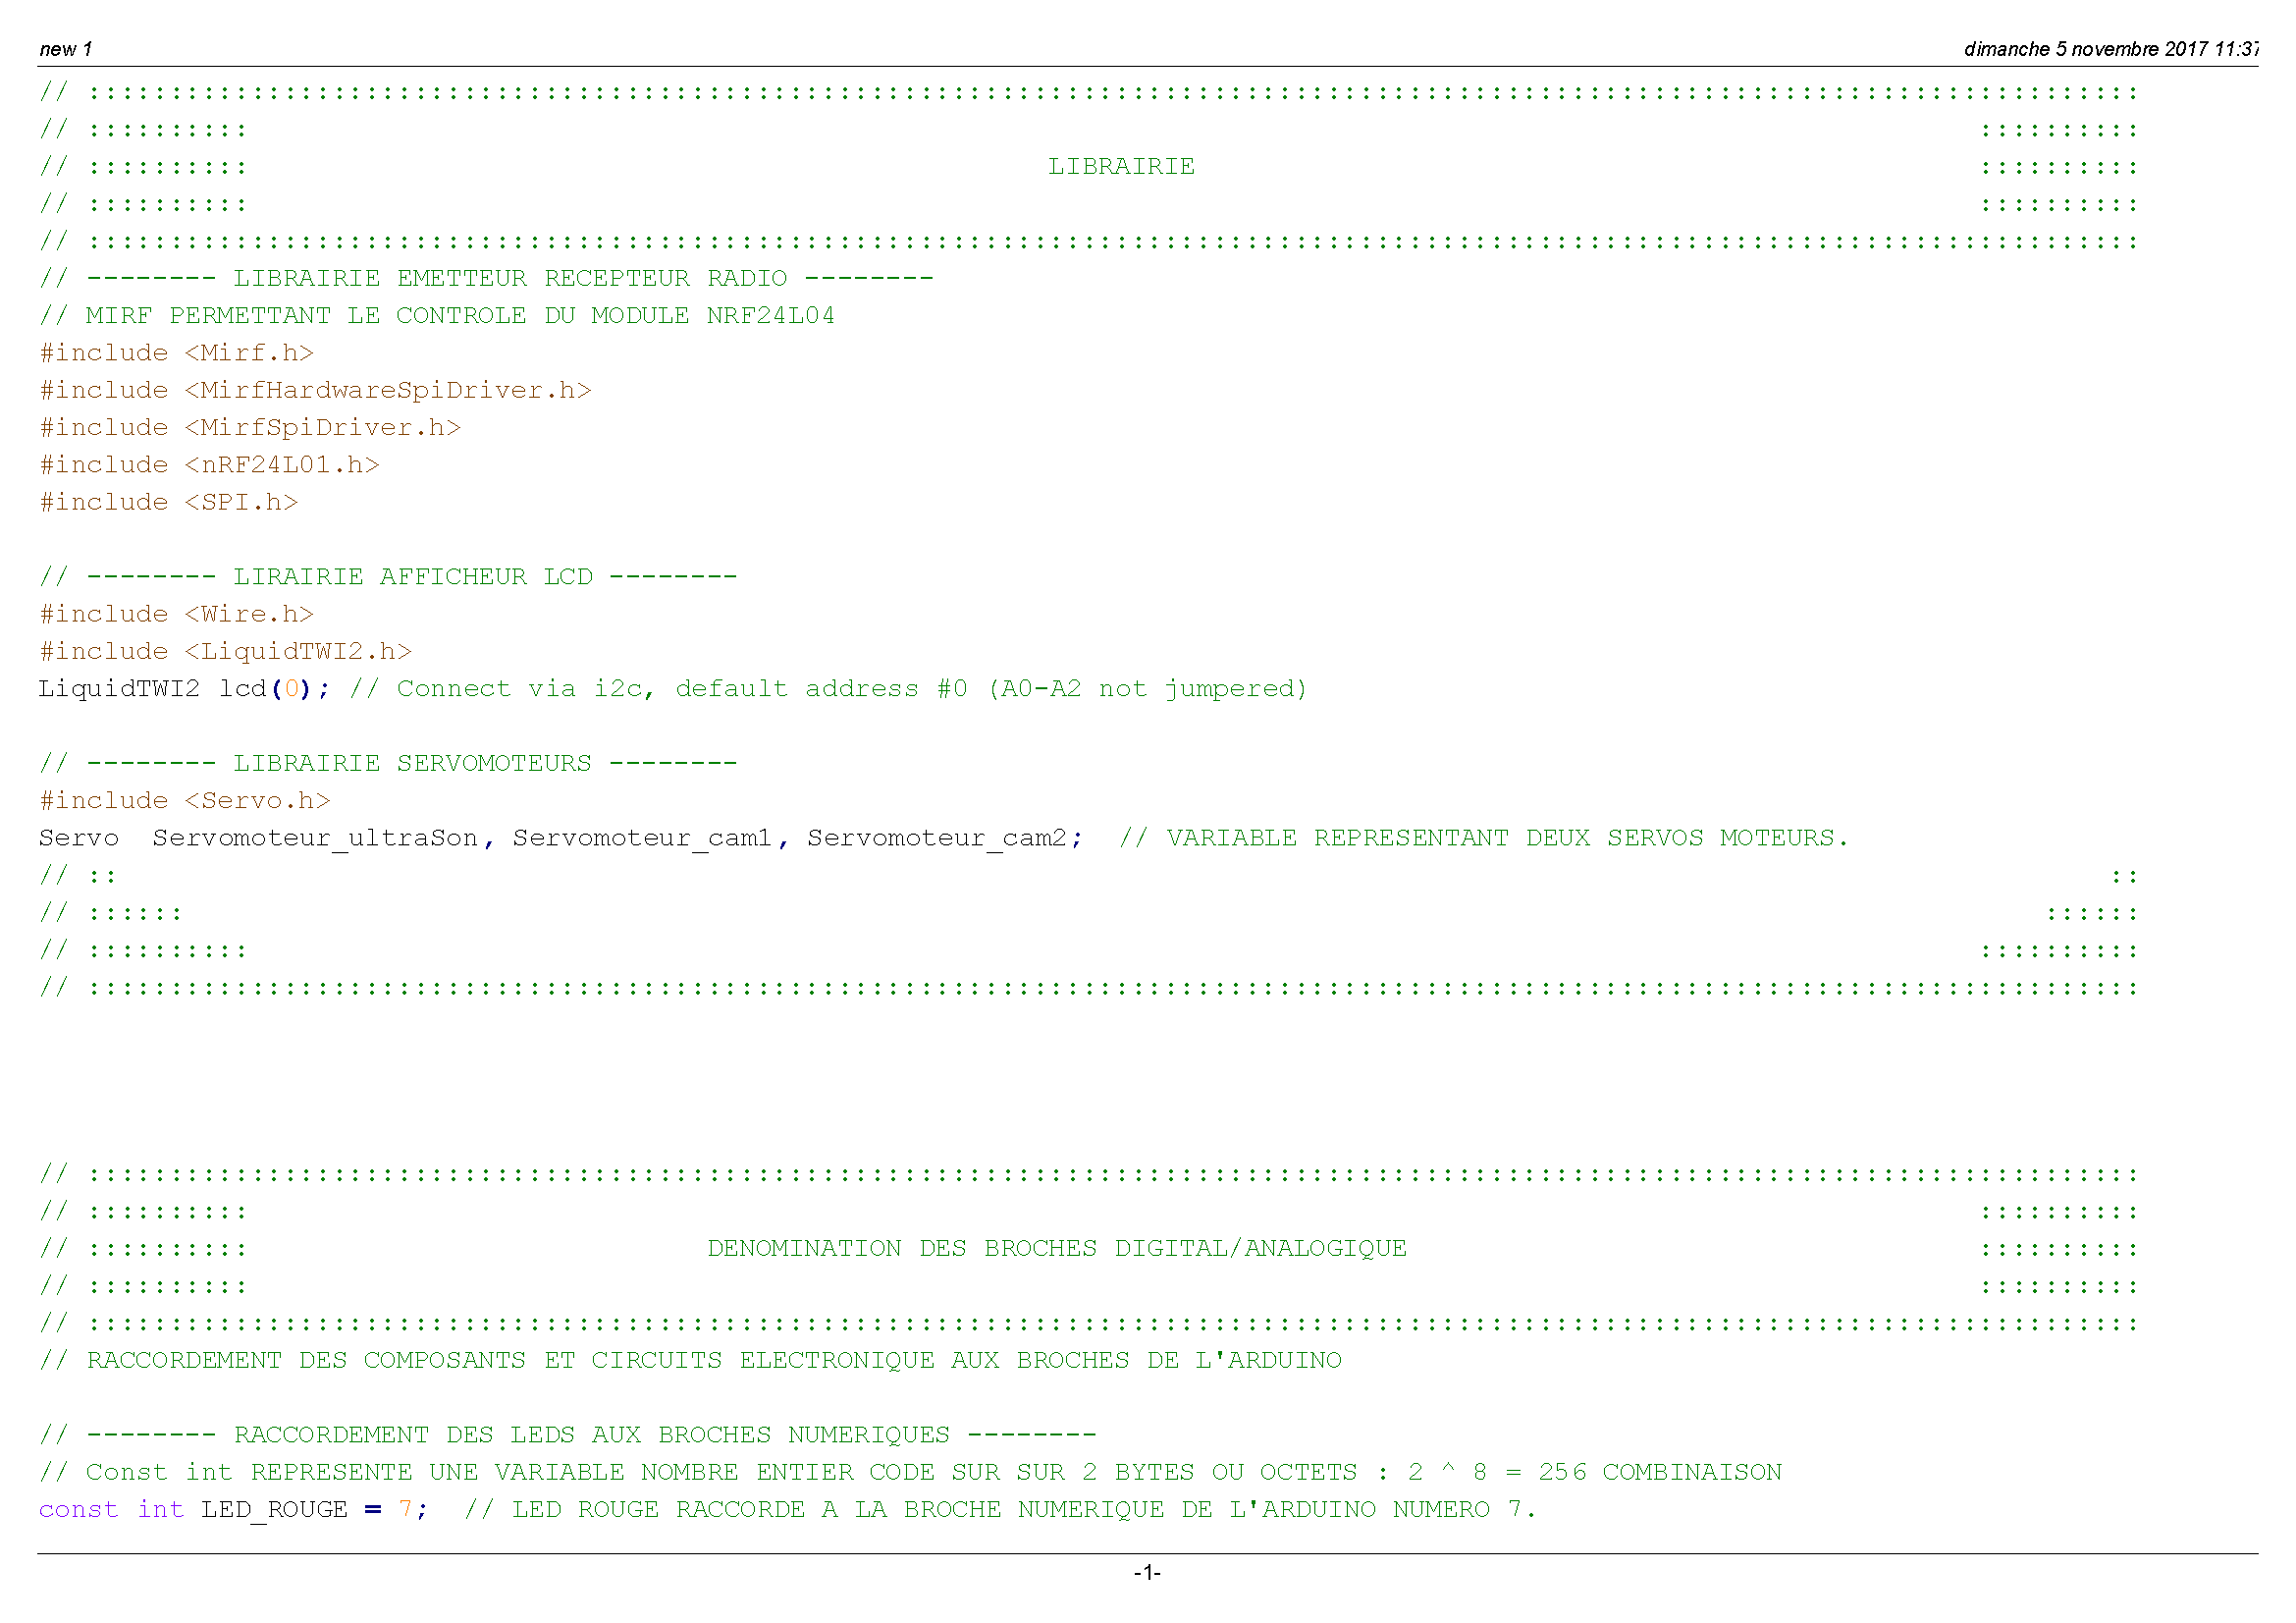 new 1
dimanche 5 novembre 2017 11:37
// ::::::::::::::::::::::::::::::::::::::::::::::::::::::::::::::::::::::::::::::::::::::::::::::::::::::::::::::::::::::::::::::
// :::::::::: ::::::::::
// :::::::::: LIBRAIRIE ::::::::::
// :::::::::: ::::::::::
// ::::::::::::::::::::::::::::::::::::::::::::::::::::::::::::::::::::::::::::::::::::::::::::::::::::::::::::::::::::::::::::::
// -------- LIBRAIRIE EMETTEUR RECEPTEUR RADIO --------
// MIRF PERMETTANT LE CONTROLE DU MODULE NRF24L04
#include <Mirf.h>
#include <MirfHardwareSpiDriver.h>
#include <MirfSpiDriver.h>
#include <nRF24L01.h>
#include <SPI.h>
// -------- LIRAIRIE AFFICHEUR LCD --------
#include <Wire.h>
#include <LiquidTWI2.h>
LiquidTWI2 lcd(0); // Connect via i2c, default address #0 (A0-A2 not jumpered)
// -------- LIBRAIRIE SERVOMOTEURS --------
#include <Servo.h>
Servo  Servomoteur_ultraSon, Servomoteur_cam1, Servomoteur_cam2;  // VARIABLE REPRESENTANT DEUX SERVOS MOTEURS.
// :: ::
// :::::: ::::::
// :::::::::: ::::::::::
// ::::::::::::::::::::::::::::::::::::::::::::::::::::::::::::::::::::::::::::::::::::::::::::::::::::::::::::::::::::::::::::::
// ::::::::::::::::::::::::::::::::::::::::::::::::::::::::::::::::::::::::::::::::::::::::::::::::::::::::::::::::::::::::::::::
// :::::::::: ::::::::::
// :::::::::: DENOMINATION DES BROCHES DIGITAL/ANALOGIQUE ::::::::::
// :::::::::: ::::::::::
// ::::::::::::::::::::::::::::::::::::::::::::::::::::::::::::::::::::::::::::::::::::::::::::::::::::::::::::::::::::::::::::::
// RACCORDEMENT DES COMPOSANTS ET CIRCUITS ELECTRONIQUE AUX BROCHES DE L'ARDUINO
// -------- RACCORDEMENT DES LEDS AUX BROCHES NUMERIQUES --------
// Const int REPRESENTE UNE VARIABLE NOMBRE ENTIER CODE SUR SUR 2 BYTES OU OCTETS : 2 ^ 8 = 256 COMBINAISON
const int LED_ROUGE = 7;  // LED ROUGE RACCORDE A LA BROCHE NUMERIQUE DE L'ARDUINO NUMERO 7.
-1-